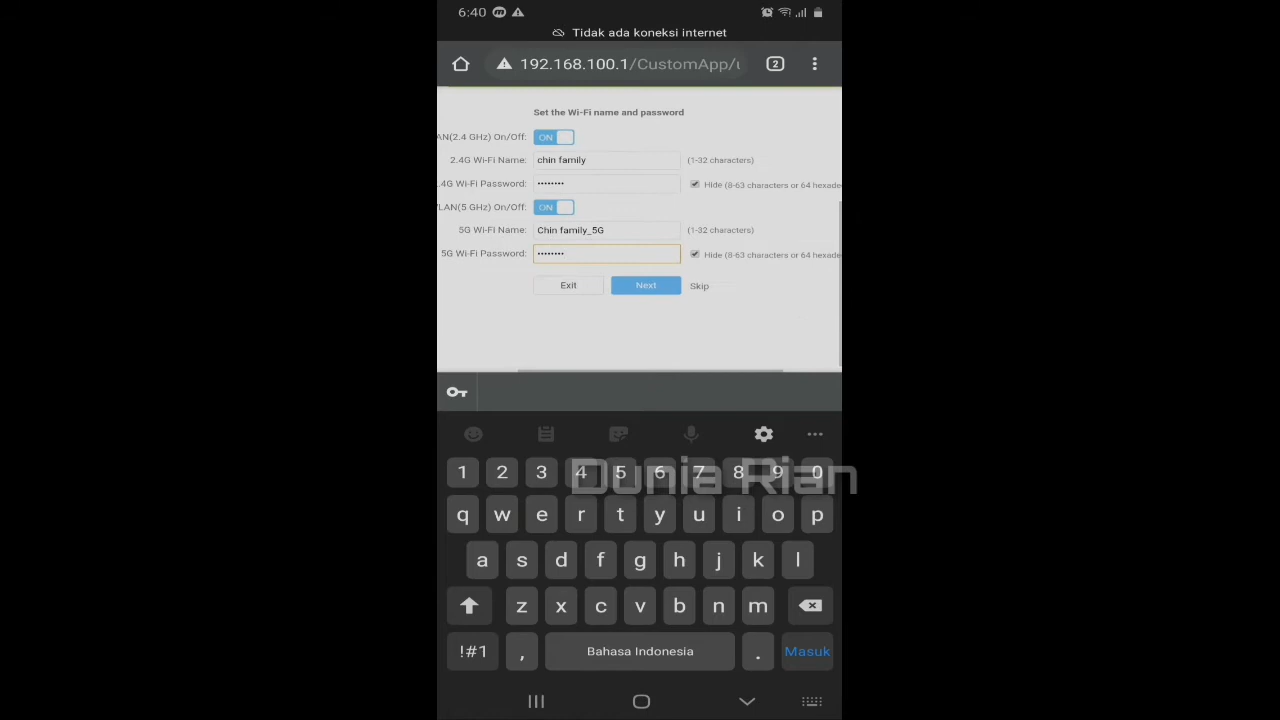 6:40
Tidak ada koneksi internet
192.168.100.1/CustomApp/
2
Set the Wi-Fi name and password
AN(2.4 GHz) On/Off: ON
2.4G Wi-Fi Name: chin family (1-32 characters)
.4G Wi-Fi Password: •••••••• Hide (8-63 characters or 64 hexade
LAN(5 GHz) On/Off: ON
5G Wi-Fi Name: Chin family_5G (1-32 characters)
5G Wi-Fi Password: •••••••• Hide (8-63 characters or 64 hexade
Exit Next Skip
1 2 3 4 5 6 7 8 9 0
Dunia Rian
q w e r t y u i o p
a s d f g h j k l
z x c v b n m
!#1 , Bahasa Indonesia . Masuk